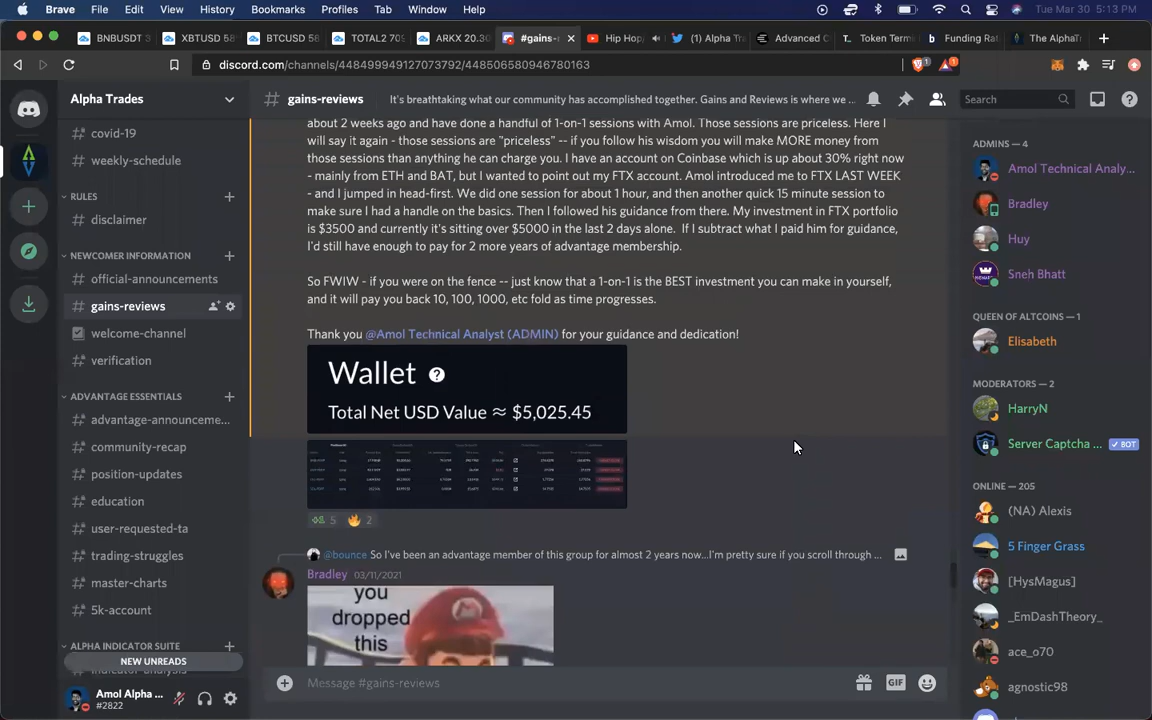 Brave File Edit View History Bookmarks Profiles Tab Window Help
Tue Mar 30 5:13 PM
BNBUSDT 3
XBTUSD 58
BTCUSD 58
TOTAL2 709
ARKX 20.30
#gains-
Hip Hop
(1) Alpha Tra
Advanced C
Token Termi
Funding Rat
The AlphaTr
discord.com/channels/448499949127073792/448506580946780163
Alpha Trades
covid-19
weekly-schedule
RULES
disclaimer
NEWCOMER INFORMATION
official-announcements
gains-reviews
welcome-channel
verification
ADVANTAGE ESSENTIALS
advantage-announceme...
community-recap
position-updates
education
user-requested-ta
trading-struggles
master-charts
5k-account
ALPHA INDICATOR SUITE
NEW UNREADS
indicator-analysis
Amol Alpha ...
#2822
gains-reviews
It's breathtaking what our community has accomplished together. Gains and Reviews is where we ...
Search
about 2 weeks ago and have done a handful of 1-on-1 sessions with Amol. Those sessions are priceless. Here I
will say it again - those sessions are "priceless" -- if you follow his wisdom you will make MORE money from
those sessions than anything he can charge you. I have an account on Coinbase which is up about 30% right now
- mainly from ETH and BAT, but I wanted to point out my FTX account. Amol introduced me to FTX LAST WEEK
- and I jumped in head-first. We did one session for about 1 hour, and then another quick 15 minute session to
make sure I had a handle on the basics. Then I followed his guidance from there. My investment in FTX portfolio
is $3500 and currently it's sitting over $5000 in the last 2 days alone. If I subtract what I paid him for guidance,
I'd still have enough to pay for 2 more years of advantage membership.
So FWIW - if you were on the fence -- just know that a 1-on-1 is the BEST investment you can make in yourself,
and it will pay you back 10, 100, 1000, etc fold as time progresses.
Thank you @Amol Technical Analyst (ADMIN) for your guidance and dedication!
Wallet ?
Total Net USD Value ≈ $5,025.45
5
2
@bounce So I've been an advantage member of this group for almost 2 years now...I'm pretty sure if you scroll through ...
Bradley 03/11/2021
you
dropped
this
Message #gains-reviews
GIF
ADMINS — 4
Amol Technical Analy...
Bradley
Huy
Sneh Bhatt
QUEEN OF ALTCOINS — 1
Elisabeth
MODERATORS — 2
HarryN
Server Captcha ... ✓ BOT
ONLINE — 205
(NA) Alexis
5 Finger Grass
[HysMagus]
_EmDashTheory_
ace_o70
agnostic98